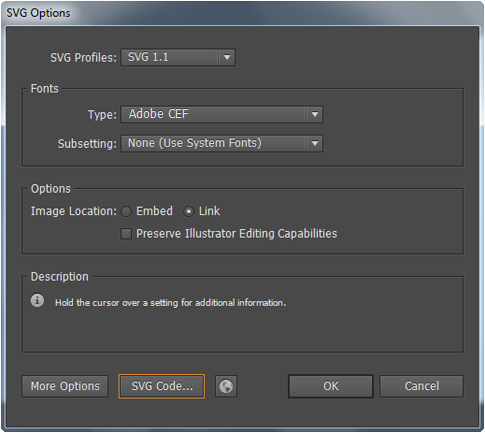 SVG Options
SVG Profiles: SVG 1.1
Fonts
Type: Adobe CEF
Subsetting: None (Use System Fonts)
Options
Image Location: Embed Link
Preserve Illustrator Editing Capabilities
Description
Hold the cursor over a setting for additional information.
More Options SVG Code... OK Cancel